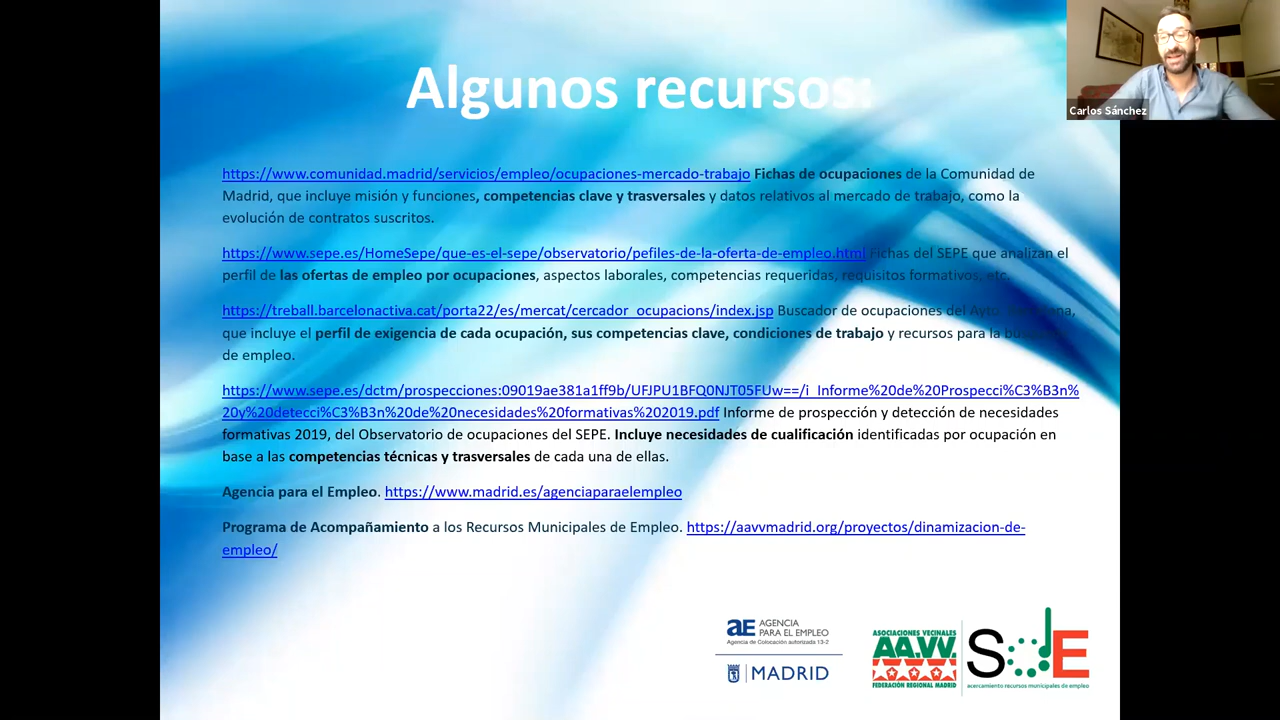 Algunos recursos:
Carlos Sánchez
https://www.comunidad.madrid/servicios/empleo/ocupaciones-mercado-trabajo Fichas de ocupaciones de la Comunidad de
Madrid, que incluye misión y funciones, competencias clave y trasversales y datos relativos al mercado de trabajo, como la
evolución de contratos suscritos.
https://www.sepe.es/HomeSepe/que-es-el-sepe/observatorio/pefiles-de-la-oferta-de-empleo.html Fichas del SEPE que analizan el
perfil de las ofertas de empleo por ocupaciones, aspectos laborales, competencias requeridas, requisitos formativos, etc.
https://treball.barcelonactiva.cat/porta22/es/mercat/cercador_ocupacions/index.jsp Buscador de ocupaciones del Ayto.
que incluye el perfil de exigencia de cada ocupación, sus competencias clave, condiciones de trabajo y recursos para la
de empleo.
https://www.sepe.es/dctm/prospecciones:09019ae381a1ff9b/UFJPU1BFQ0NJT05FUw==/i_Informe%20de%20Prospecci%C3%B3n%
20y%20detecci%C3%B3n%20de%20necesidades%20formativas%202019.pdf Informe de prospección y detección de necesidades
formativas 2019, del Observatorio de ocupaciones del SEPE. Incluye necesidades de cualificación identificadas por ocupación en
base a las competencias técnicas y trasversales de cada una de ellas.
Agencia para el Empleo. https://www.madrid.es/agenciaparaelempleo
Programa de Acompañamiento a los Recursos Municipales de Empleo. https://aavvmadrid.org/proyectos/dinamizacion-de-
empleo/
aE AGENCIA
PARA EL EMPLEO
Agencia de Colocación autorizada 13-2
MADRID
ASOCIACIONES VECINALES
AA.VV.
FEDERACIÓN REGIONAL MADRID
SdE
acercamiento recursos municipales de empleo